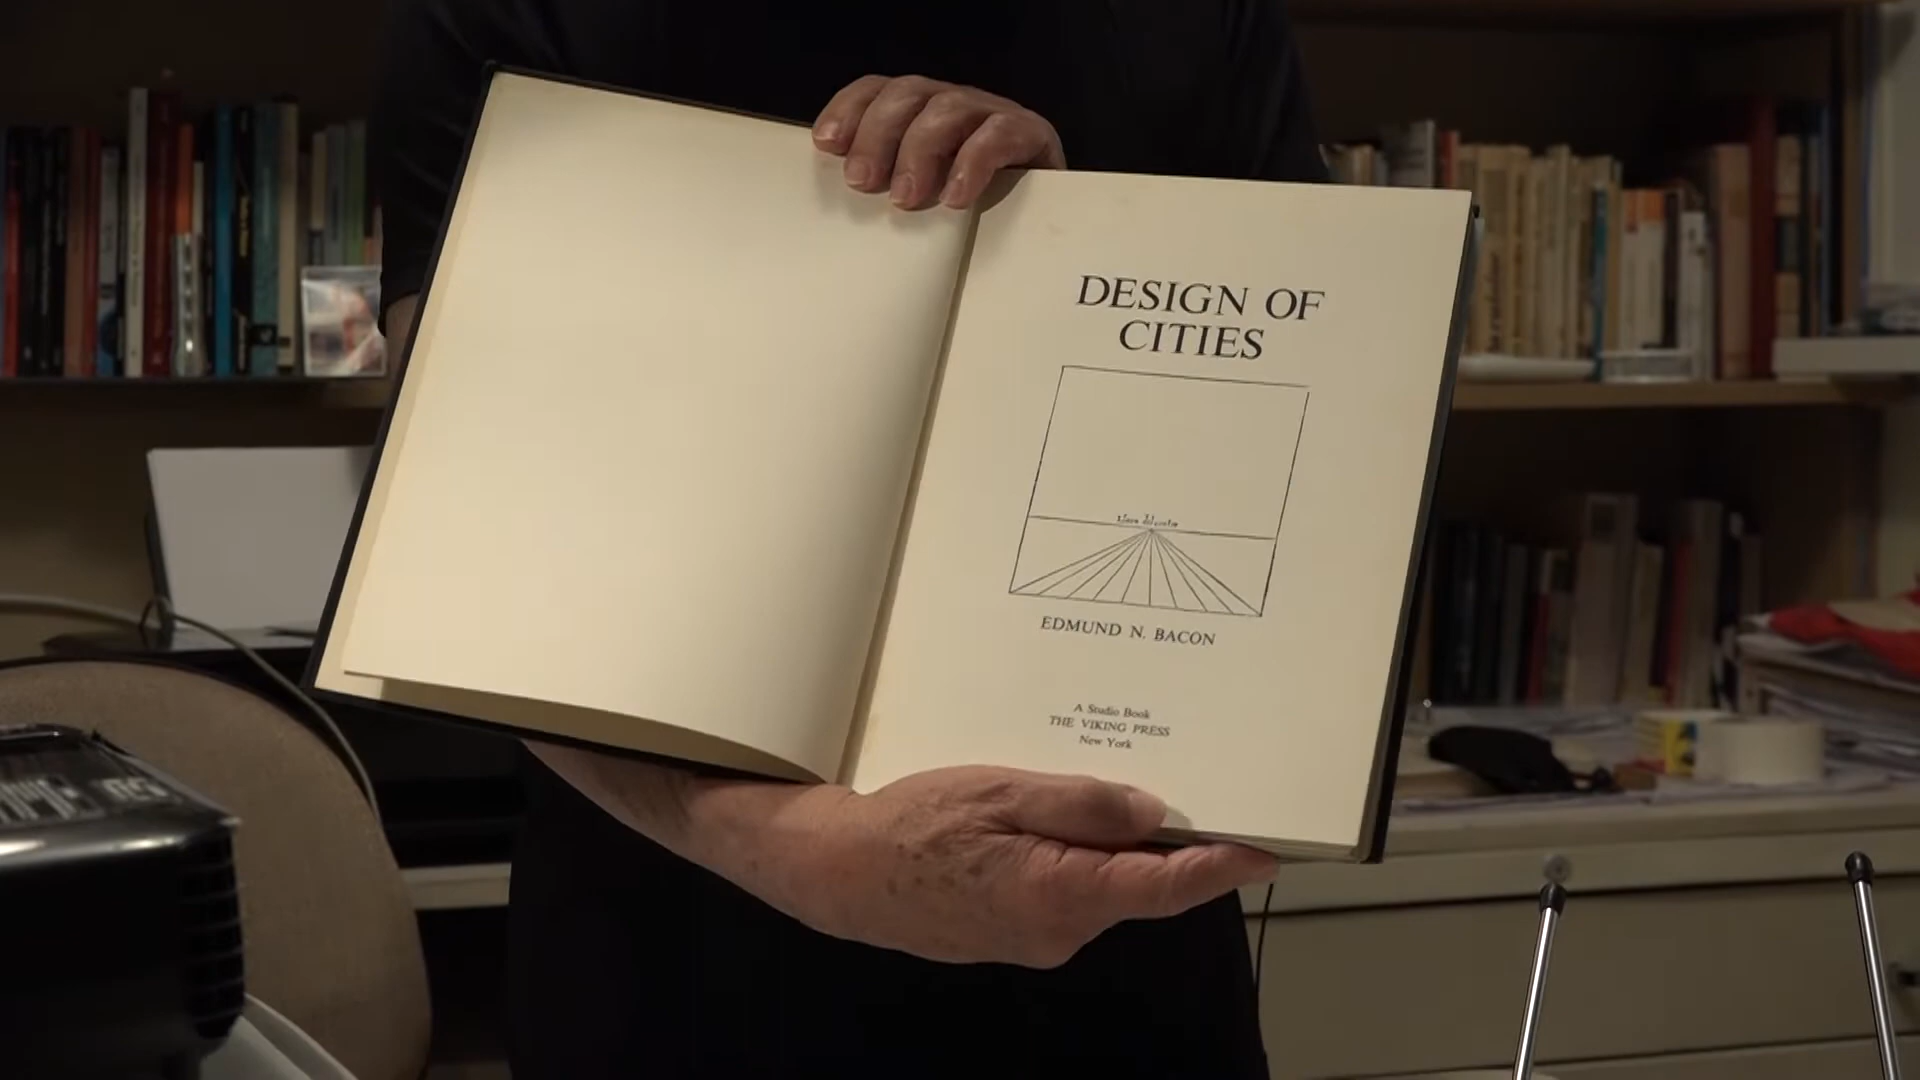 DESIGN OF
CITIES
EDMUND N. BACON
A Studio Book
THE VIKING PRESS
New York